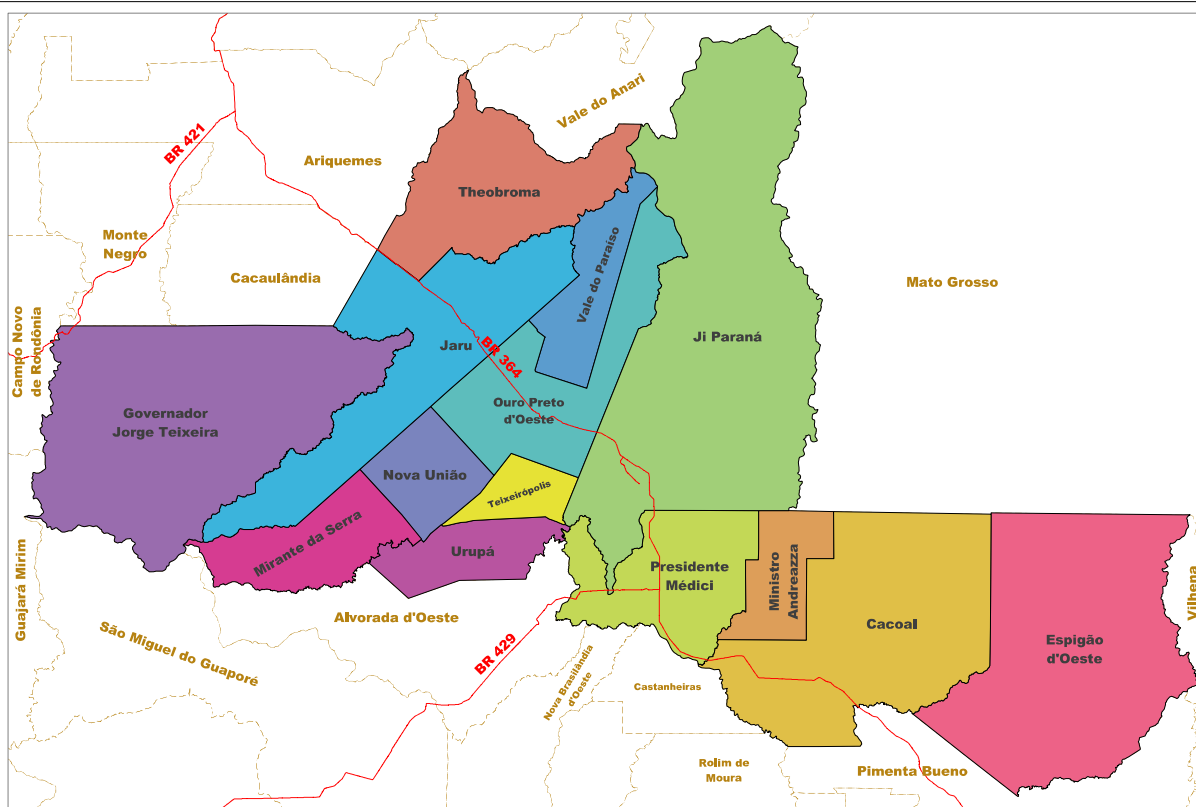 Vale do Anari
BR 421
Ariquemes
Theobroma
Monte
Negro
Cacaulândia
Vale do Paraíso
Mato Grosso
Campo Novo
de Rondônia
Jaru
BR 364
Ji Paraná
Governador
Jorge Teixeira
Ouro Preto
d'Oeste
Nova União
Teixeirópolis
Mirante da Serra
Urupá
Guajará Mirim
Presidente
Médici
Ministro
Andreazza
Vilhena
Alvorada d'Oeste
Cacoal
São Miguel do Guaporé
BR 429
Espigão
d'Oeste
Nova Brasilândia
d'Oeste
Castanheiras
Rolim de
Moura
Pimenta Bueno